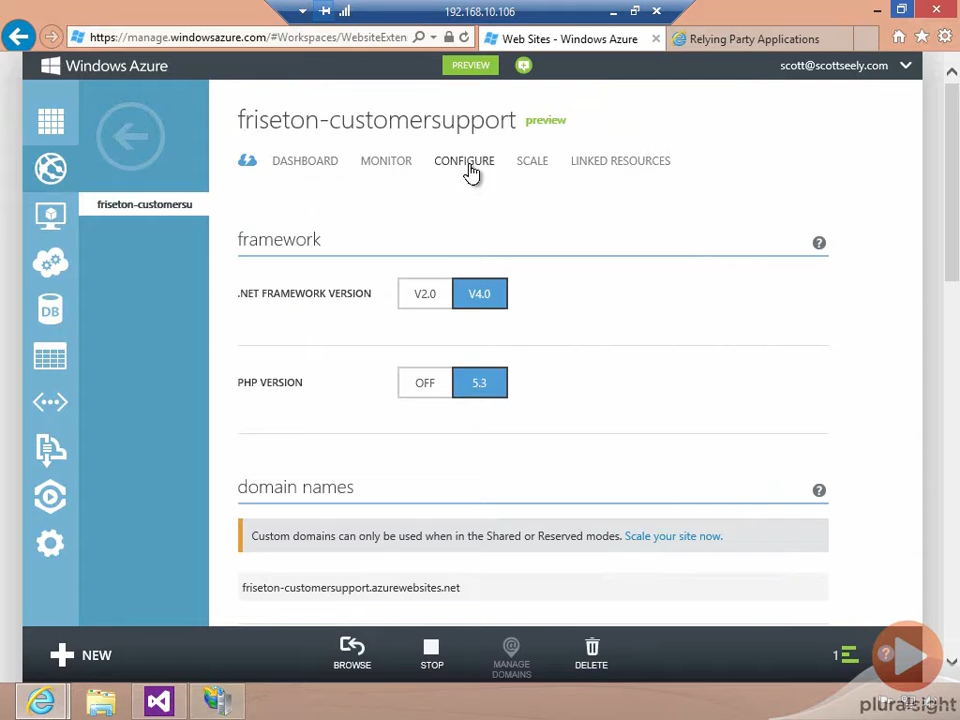 192.168.10.106
https://manage.windowsazure.com/#Workspaces/WebsiteExten
Web Sites - Windows Azure
Relying Party Applications
Windows Azure
PREVIEW
scott@scottseely.com
friseton-customersupport preview
DASHBOARD MONITOR CONFIGURE SCALE LINKED RESOURCES
friseton-customersu
framework
?
.NET FRAMEWORK VERSION V2.0 V4.0
PHP VERSION OFF 5.3
DB
domain names
?
Custom domains can only be used when in the Shared or Reserved modes. Scale your site now.
friseton-customersupport.azurewebsites.net
NEW
BROWSE
STOP
MANAGE DOMAINS
DELETE
1
?
pluralsight